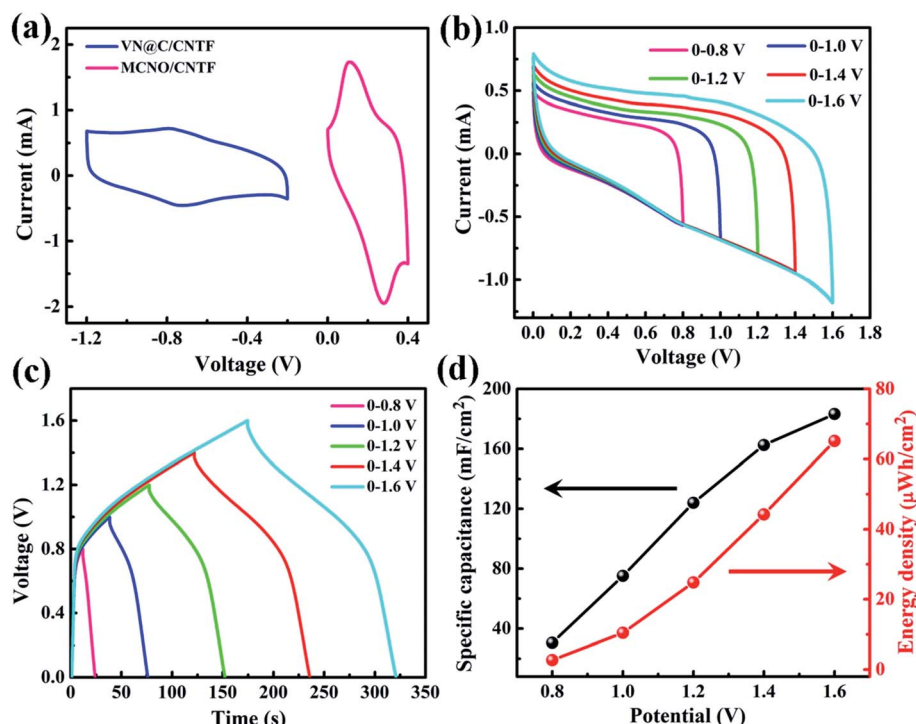 (a)
VN@C/CNTF
MCNO/CNTF
Current (mA)
2
1
0
-1
-2
-1.2
-0.8
-0.4
0.0
0.4
Voltage (V)
(b)
0-0.8 V
0-1.0 V
0-1.2 V
0-1.4 V
0-1.6 V
Current (mA)
1.0
0.5
0.0
-0.5
-1.0
0.0
0.2
0.4
0.6
0.8
1.0
1.2
1.4
1.6
1.8
Voltage (V)
(c)
0-0.8 V
0-1.0 V
0-1.2 V
0-1.4 V
0-1.6 V
Voltage (V)
1.6
1.2
0.8
0.4
0.0
0
50
100
150
200
250
300
350
Time (s)
(d)
Specific capacitance (mF/cm²)
200
160
120
80
40
Energy density (μWh/cm²)
80
60
40
20
0
0.8
1.0
1.2
1.4
1.6
Potential (V)